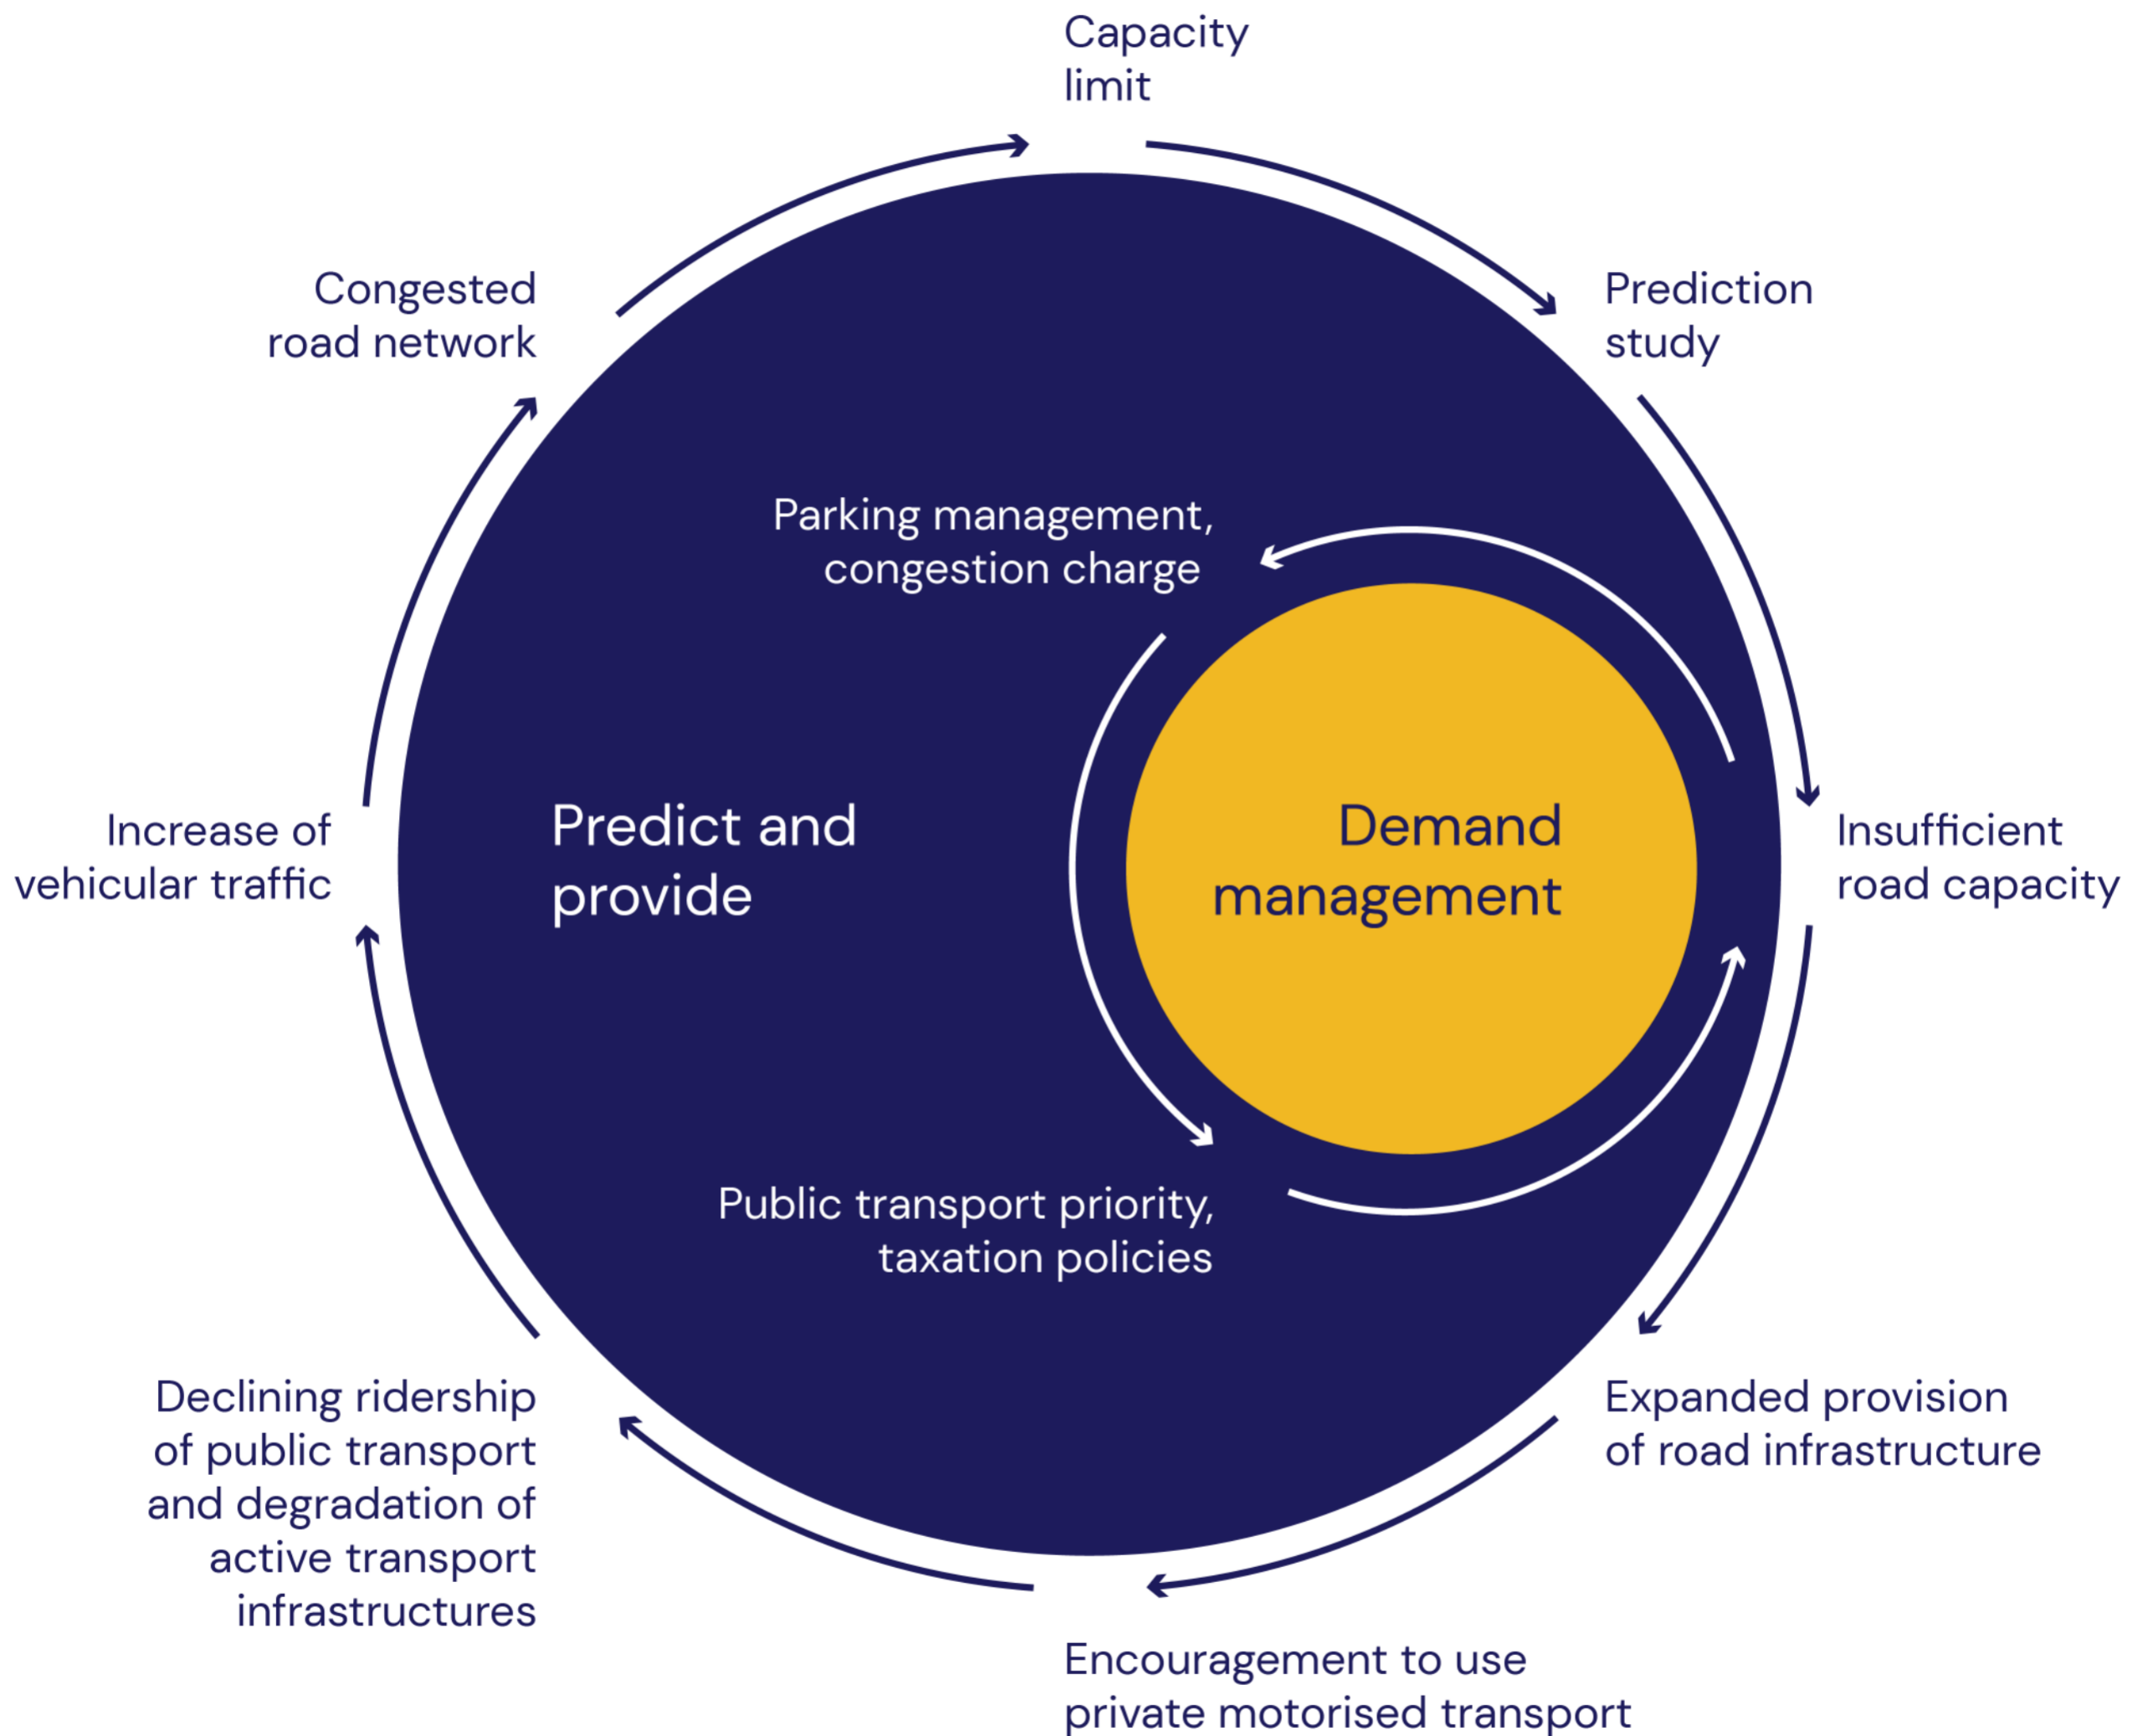 Capacity
limit
Prediction
study
Insufficient
road capacity
Expanded provision
of road infrastructure
Encouragement to use
private motorised transport
Declining ridership
of public transport
and degradation of
active transport
infrastructures
Increase of
vehicular traffic
Congested
road network
Predict and
provide
Parking management,
congestion charge
Public transport priority,
taxation policies
Demand
management